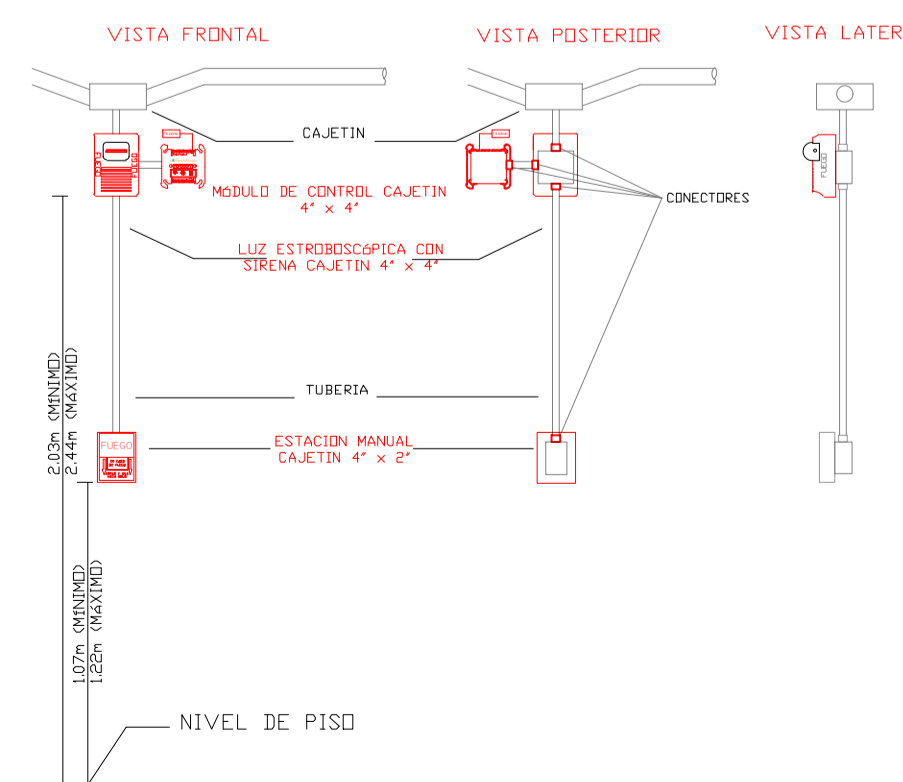 VISTA FRONTAL
VISTA POSTERIOR
VISTA LATER
CAJETIN
FUEGO
FUEGO
FUEGO
MóDULO DE CONTROL CAJETIN
4" x 4"
CONECTORES
LUZ ESTROBOSCóPICA CON
SIRENA CAJETIN 4" x 4"
2.03m (MíNIMO)
2.44m (MáXIMO)
TUBERIA
FUEGO
ESTACION MANUAL
CAJETIN 4" x 2"
1.07m (MíNIMO)
1.22m (MáXIMO)
NIVEL DE PISO